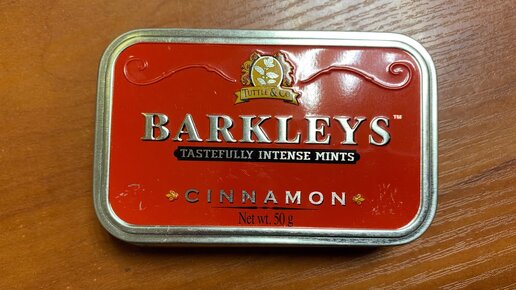 TUTTLE & Co
BARKLEYS™
TASTEFULLY INTENSE MINTS
CINNAMON
Net wt. 50 g